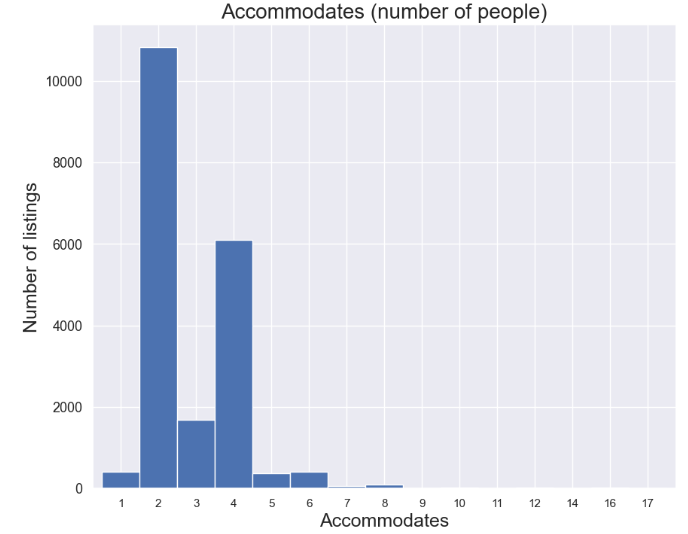 Accommodates (number of people)
10000
8000
6000
4000
2000
0
Number of listings
1 2 3 4 5 6 7 8 9 10 11 12 14 16 17
Accommodates